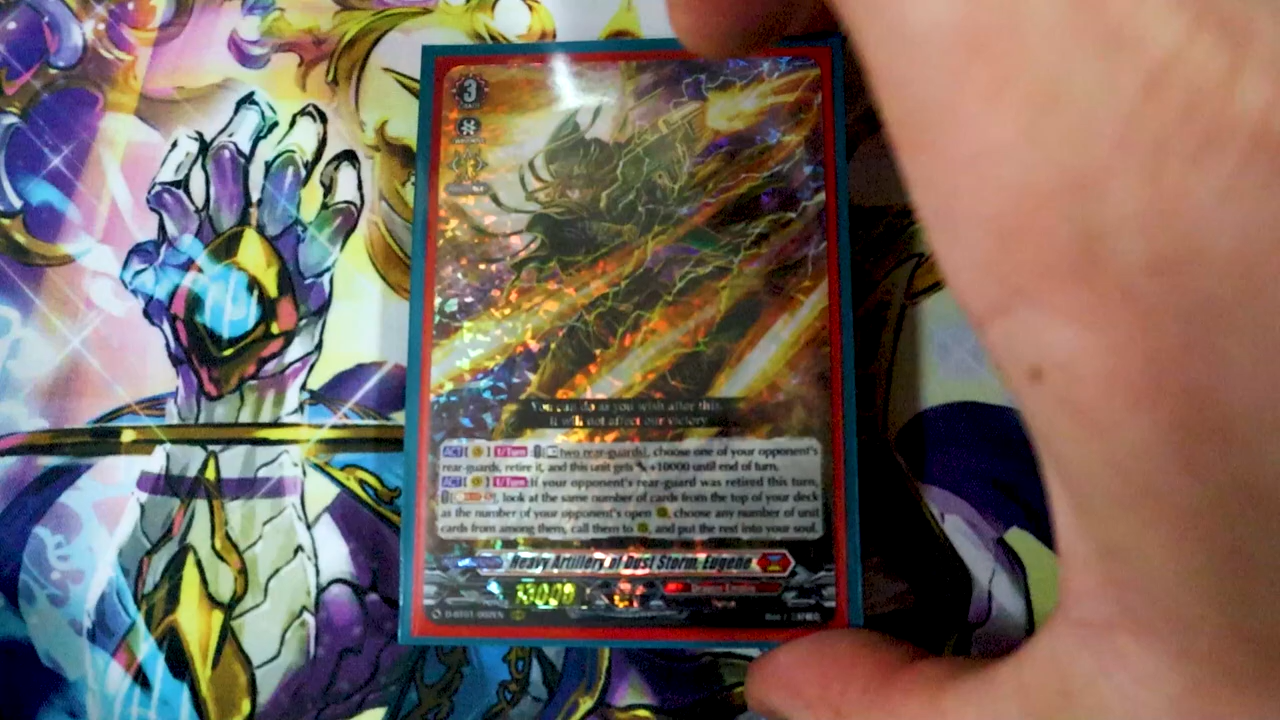 3
You can do as you wish after this.
It will not affect our victory.
ACT 1/Turn : [two rear-guards], choose one of your opponent's
rear-guards, retire it, and this unit gets +10000 until end of turn.
ACT 1/Turn : If your opponent's rear-guard was retired this turn,
look at the same number of cards from the top of your deck
as the number of your opponent's open , choose any number of unit
cards from among them, call them to , and put the rest into your soul.
Heavy Artillery of Dust Storm, Eugene
13000
Dragon Empire
D-BT01-002EN